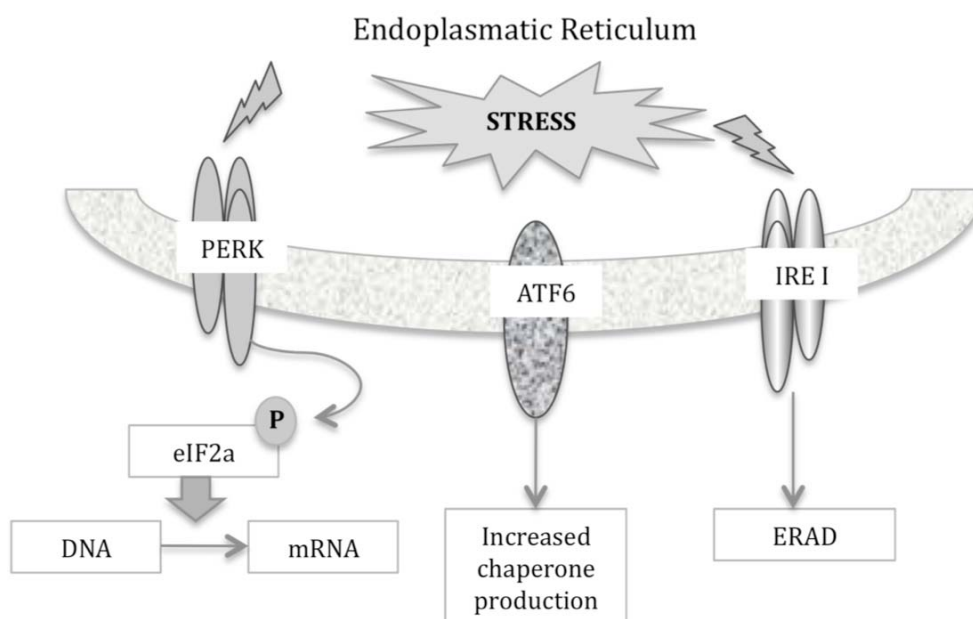 Endoplasmatic Reticulum
STRESS
PERK
ATF6
IRE I
P
eIF2a
DNA
mRNA
Increased
chaperone
production
ERAD